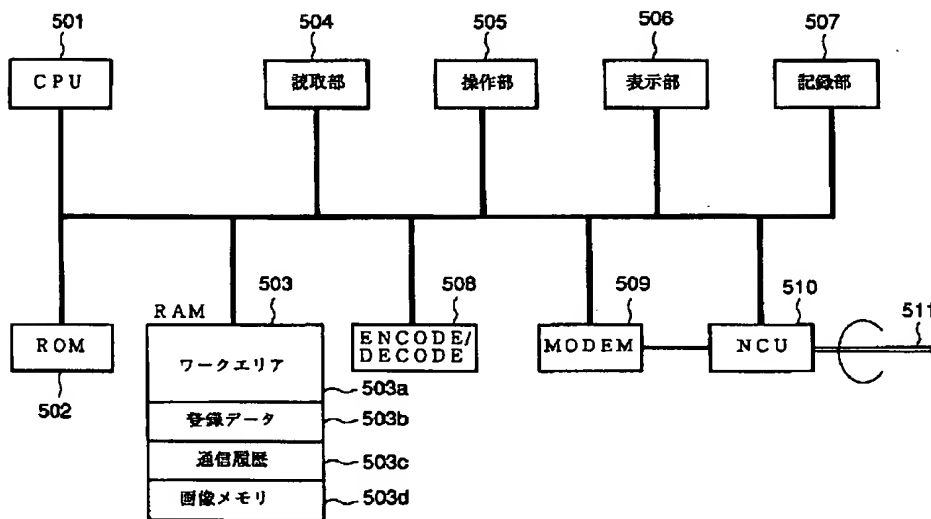 501
504
505
506
507
CPU
読取部
操作部
表示部
記録部
RAM
503
508
509
510
511
ROM
502
ワークエリア
503a
登録データ
503b
通信履歴
503c
画像メモリ
503d
ENCODE/
DECODE
MODEM
NCU